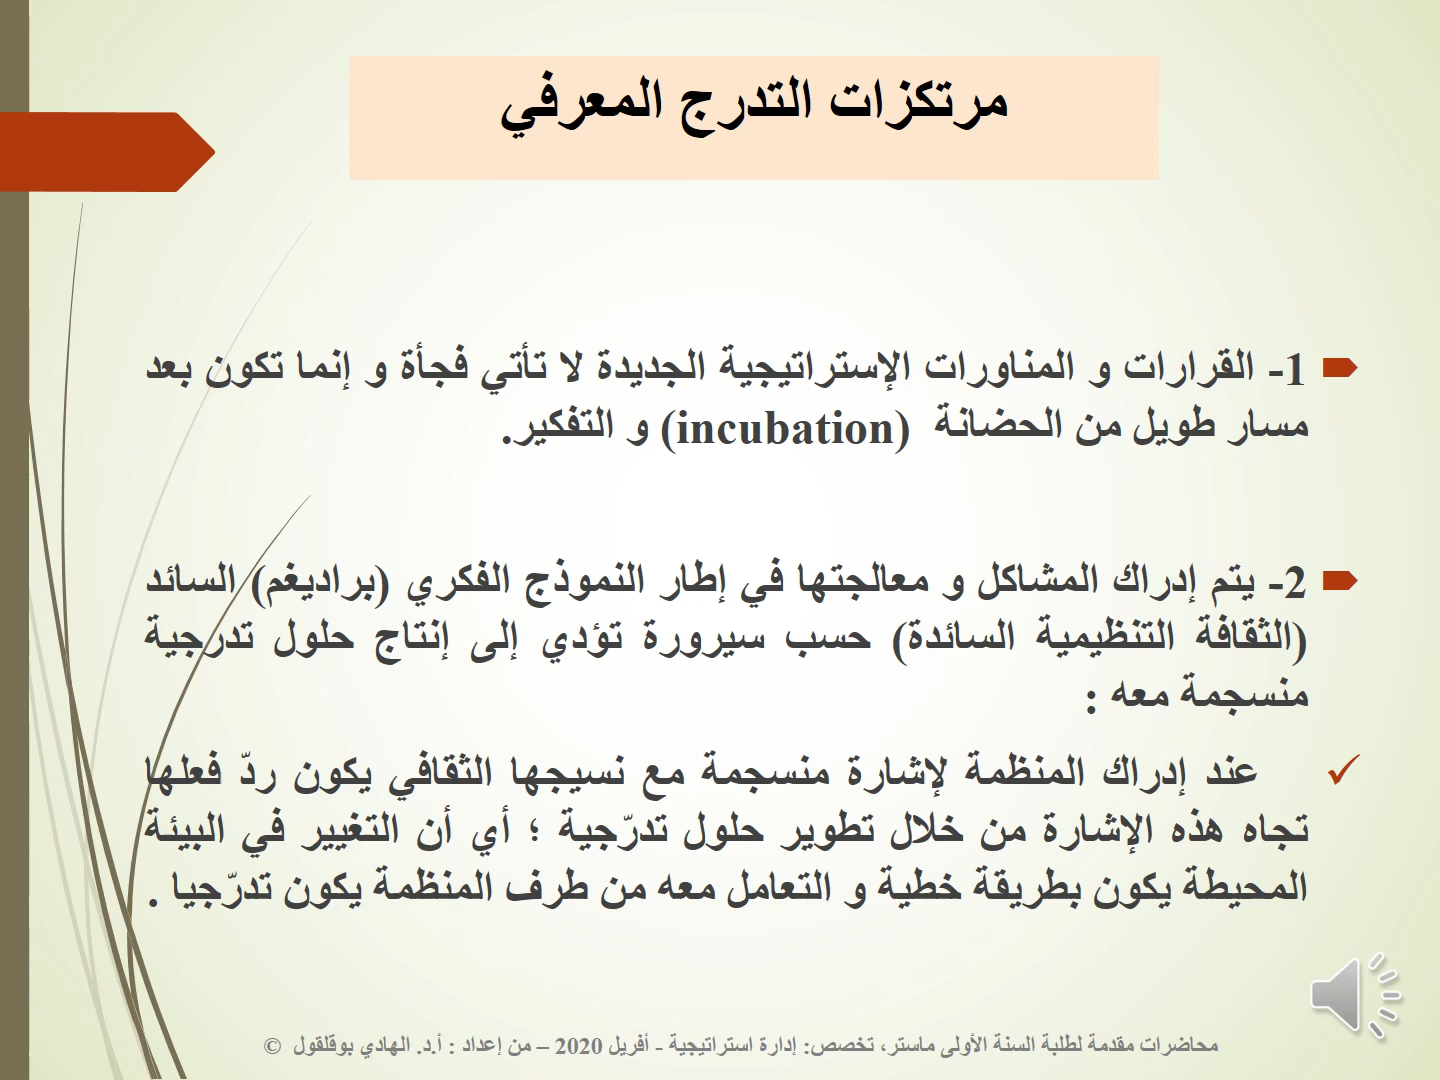 مرتكزات التدرج المعرفي
1- القرارات و المناورات الإستراتيجية الجديدة لا تأتي فجأة و إنما تكون بعد
مسار طويل من الحضانة (incubation) و التفكير.
2- يتم إدراك المشاكل و معالجتها في إطار النموذج الفكري (براديغم) السائد
(الثقافة التنظيمية السائدة) حسب سيرورة تؤدي إلى إنتاج حلول تدرجية
منسجمة معه :
✓ عند إدراك المنظمة لإشارة منسجمة مع نسيجها الثقافي يكون ردّ فعلها
تجاه هذه الإشارة من خلال تطوير حلول تدرّجية ؛ أي أن التغيير في البيئة
المحيطة يكون بطريقة خطية و التعامل معه من طرف المنظمة يكون تدرّجيا .
محاضرات مقدمة لطلبة السنة الأولى ماستر، تخصص: إدارة استراتيجية - أفريل 2020 – من إعداد : أ.د. الهادي بوقلقول ©